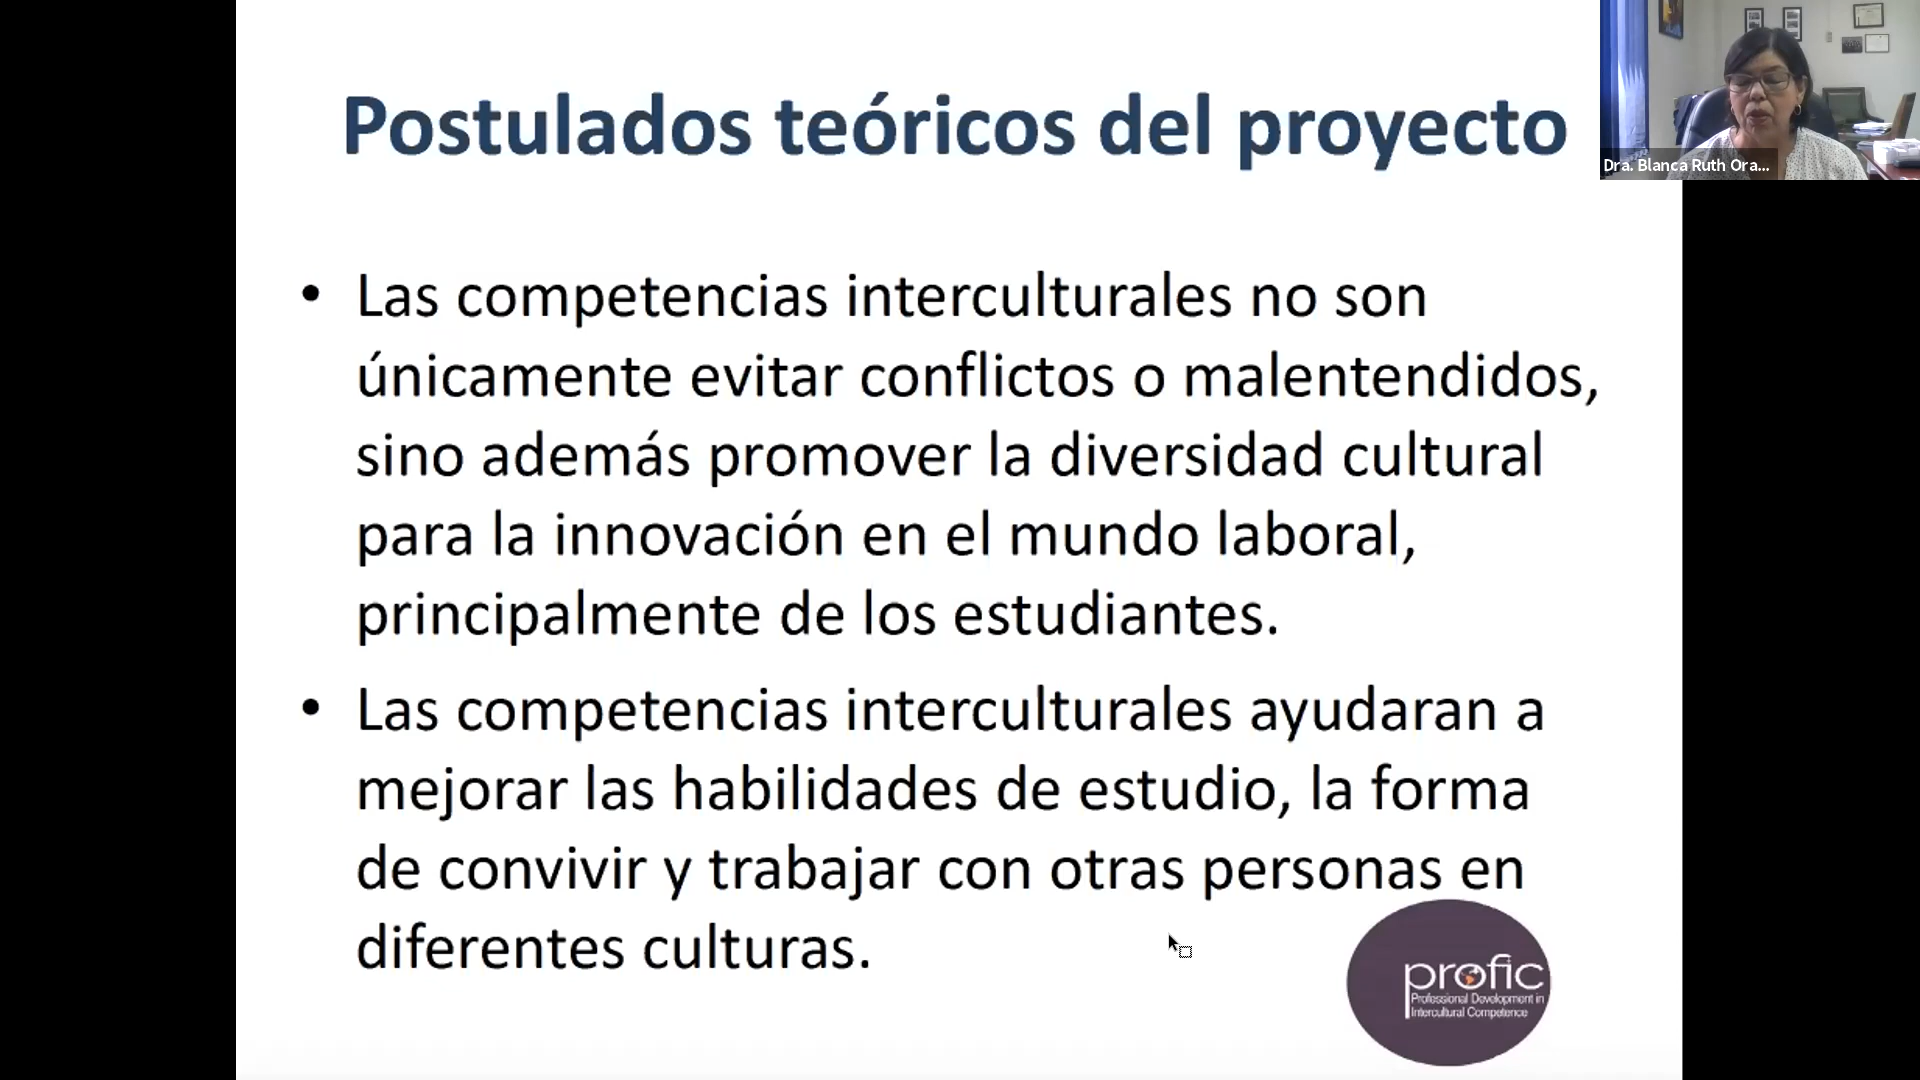 Postulados teóricos del proyecto
Dra. Blanca Ruth Ora...
• Las competencias interculturales no son
únicamente evitar conflictos o malentendidos,
sino además promover la diversidad cultural
para la innovación en el mundo laboral,
principalmente de los estudiantes.
• Las competencias interculturales ayudaran a
mejorar las habilidades de estudio, la forma
de convivir y trabajar con otras personas en
diferentes culturas.
profic
Professional Development in
Intercultural Competence